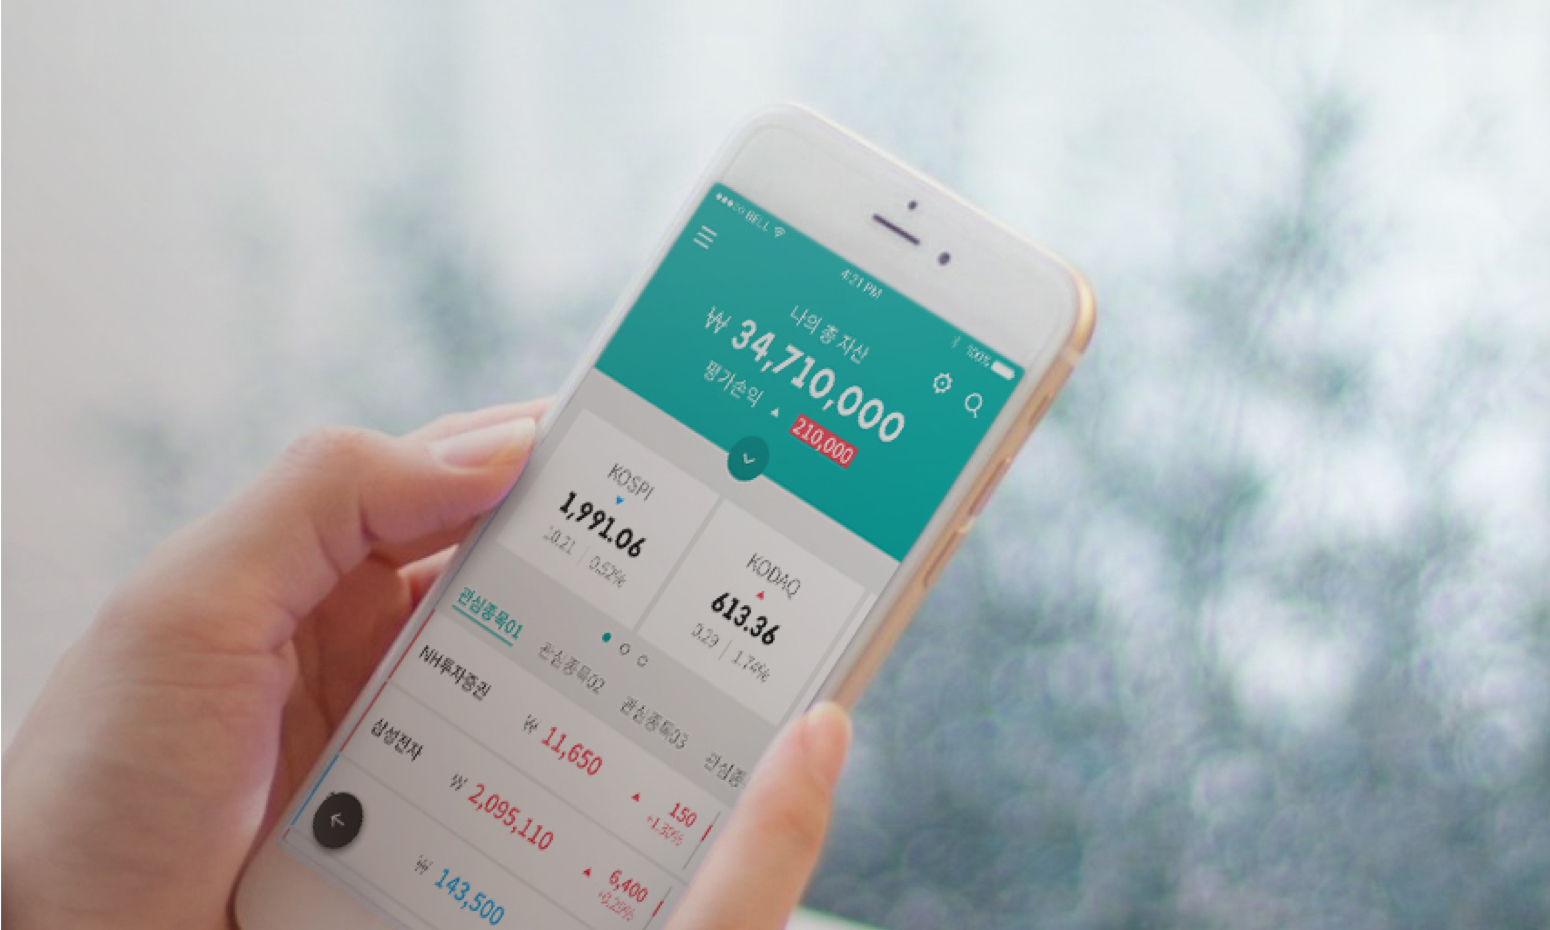 BELL
4:21 PM
100%
나의 총 자산
₩ 34,710,000
평가손익 ▲ 210,000
KOSPI
▼
1,991.06
10.21 | 0.52%
KODAQ
▲
613.36
0.29 | 1.74%
관심종목01 관심종목02 관심종목03 관심종
NH투자증권 ₩ 11,650 ▲ 150
+1.30%
삼성전자 ₩ 2,095,110 ▲ 6,400
₩ 143,500